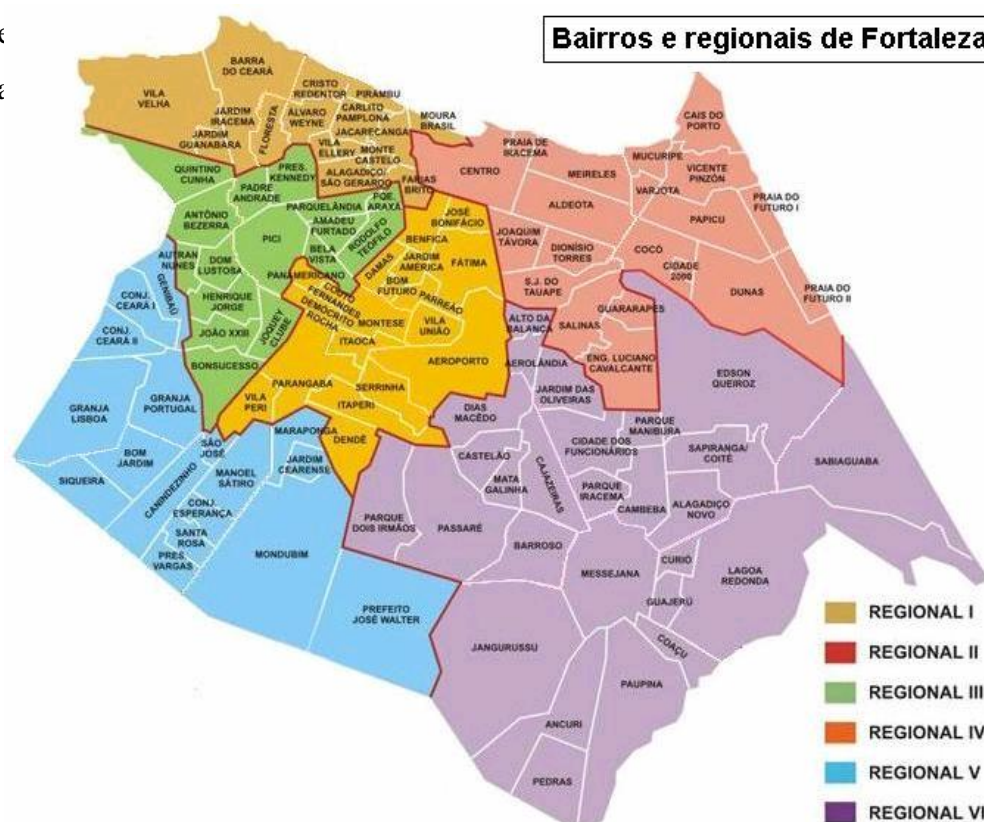 Bairros e regionais de Fortaleza
VILA
VELHA
BARRA
DO CEARÁ
JARDIM
IRACEMA
JARDIM
GUANABARA
FLORESTA
CRISTO
REDENTOR
PIRAMBU
ÁLVARO
WEYNE
CARLITO
PAMPLONA
JACARECANGA
VILA
ELLERY
MONTE
CASTELO
ALAGADIÇO/
SÃO GERARDO
FARIAS
BRITO
MOURA
BRASIL
QUINTINO
CUNHA
PADRE
ANDRADE
PRES.
KENNEDY
PARQUELÂNDIA
PQE.
ARAXÁ
AMADEU
FURTADO
RODOLFO
TEÓFILO
ANTÔNIO
BEZERRA
PICI
BELA
VISTA
AUTRAN
NUNES
DOM
LUSTOSA
HENRIQUE
JORGE
JOÃO XXIII
JOQUEY
CLUBE
BONSUCESSO
PANAMERICANO
COUTO
FERNANDES
DEMÓCRITO
ROCHA
DAMAS
BENFICA
JOSÉ
BONIFÁCIO
JARDIM
AMÉRICA
FÁTIMA
BOM
FUTURO
PARREÃO
MONTESE
VILA
UNIÃO
ITAOCA
AEROPORTO
PARANGABA
SERRINHA
VILA
PERI
ITAPERI
DENDÊ
CENTRO
PRAIA DE
IRACEMA
MEIRELES
ALDEOTA
MUCURIPE
VARJOTA
CAIS DO
PORTO
VICENTE
PINZÓN
PRAIA DO
FUTURO I
PAPICU
JOAQUIM
TÁVORA
DIONÍSIO
TORRES
COCÓ
CIDADE
2000
DUNAS
PRAIA DO
FUTURO II
S.J. DO
TAUAPE
GUARARAPES
SALINAS
ENG. LUCIANO
CAVALCANTE
CONJ.
CEARÁ I
GENIBAÚ
CONJ.
CEARÁ II
GRANJA
LISBOA
GRANJA
PORTUGAL
BOM
JARDIM
SIQUEIRA
CANINDEZINHO
SÃO
JOSÉ
MANOEL
SÁTIRO
MARAPONGA
JARDIM
CEARENSE
CONJ.
ESPERANÇA
SANTA
ROSA
PRES.
VARGAS
MONDUBIM
PREFEITO
JOSÉ WALTER
ALTO DA
BALANÇA
AEROLÂNDIA
JARDIM DAS
OLIVEIRAS
EDSON
QUEIROZ
DIAS
MACÊDO
CASTELÃO
MATA
GALINHA
CAJAZEIRAS
CIDADE DOS
FUNCIONÁRIOS
PARQUE
MANIBURA
PARQUE
IRACEMA
CAMBEBA
SAPIRANGA/
COITÉ
ALAGADIÇO
NOVO
SABIAGUABA
PARQUE
DOIS IRMÃOS
PASSARÉ
BARROSO
MESSEJANA
CURIÓ
GUAJERÚ
LAGOA
REDONDA
COAÇU
JANGURUSSU
PAUPINA
ANCURI
PEDRAS
REGIONAL I
REGIONAL II
REGIONAL III
REGIONAL IV
REGIONAL V
REGIONAL VI